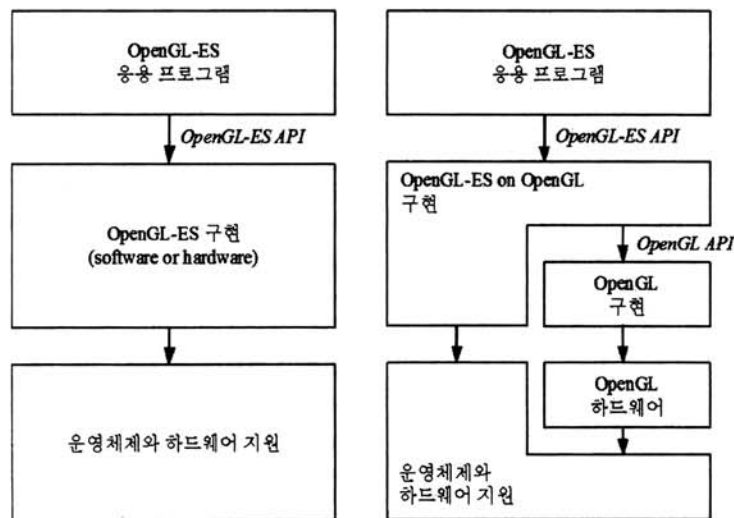 OpenGL-ES
응용 프로그램
OpenGL-ES API
OpenGL-ES 구현
(software or hardware)
운영체제와 하드웨어 지원
OpenGL-ES
응용 프로그램
OpenGL-ES API
OpenGL-ES on OpenGL
구현
OpenGL API
OpenGL
구현
OpenGL
하드웨어
운영체제와
하드웨어 지원